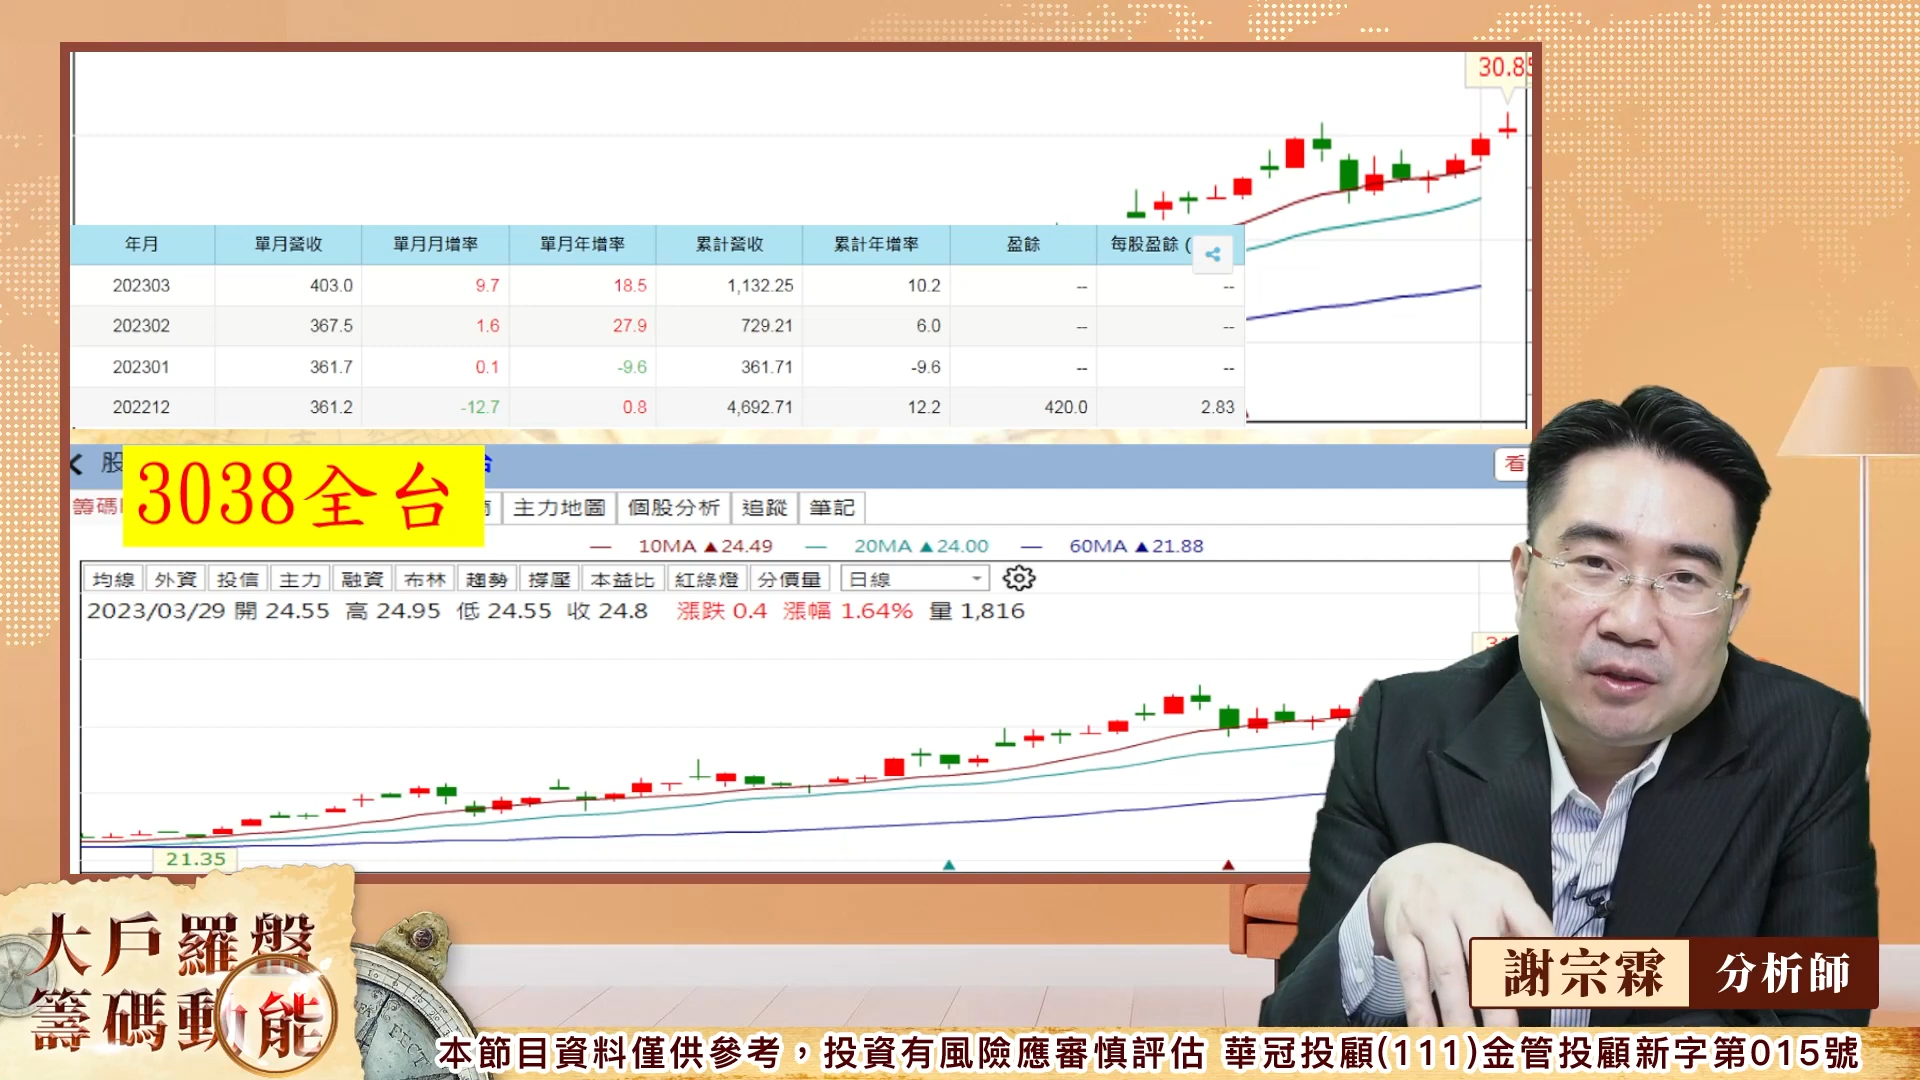 30.85
年月 單月營收 單月月增率 單月年增率 累計營收 累計年增率 盈餘 每股盈餘 (
202303 403.0 9.7 18.5 1,132.25 10.2 -- --
202302 367.5 1.6 27.9 729.21 6.0 -- --
202301 361.7 0.1 -9.6 361.71 -9.6 -- --
202212 361.2 -12.7 0.8 4,692.71 12.2 420.0 2.83
股 台 看
3038全台
籌碼 主力地圖 個股分析 追蹤 筆記
10MA ▲24.49 20MA ▲24.00 60MA ▲21.88
均線 外資 投信 主力 融資 布林 趨勢 撐壓 本益比 紅綠燈 分價量 日線
2023/03/29 開 24.55 高 24.95 低 24.55 收 24.8 漲跌 0.4 漲幅 1.64% 量 1,816
21.35
大戶羅盤
籌碼動能
謝宗霖 分析師
本節目資料僅供參考，投資有風險應審慎評估 華冠投顧(111)金管投顧新字第015號